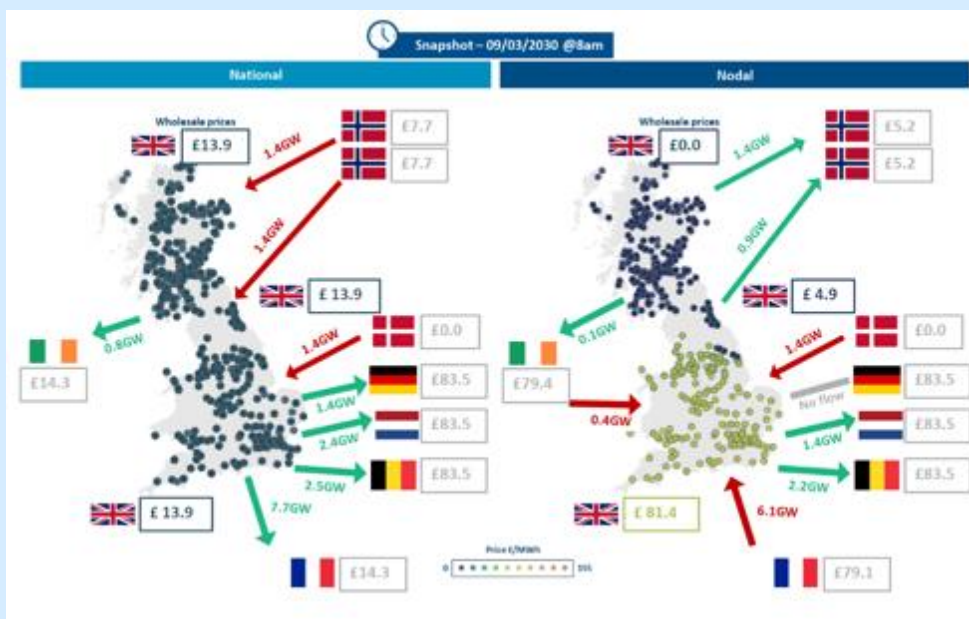 Snapshot – 09/03/2030 @8am
National
Nodal
Wholesale prices
£13.9
1.4GW
£7.7
£7.7
1.4GW
£ 13.9
0.8GW
£14.3
1.4GW
£0.0
1.4GW
£83.5
2.4GW
£83.5
2.5GW
£83.5
£ 13.9
7.7GW
£14.3
Wholesale prices
£0.0
1.4GW
£5.2
£5.2
0.9GW
£ 4.9
0.1GW
£79.4
0.4GW
1.4GW
£0.0
No flow
£83.5
1.4GW
£83.5
2.2GW
£83.5
£ 81.4
6.1GW
£79.1
Price £/MWh
0